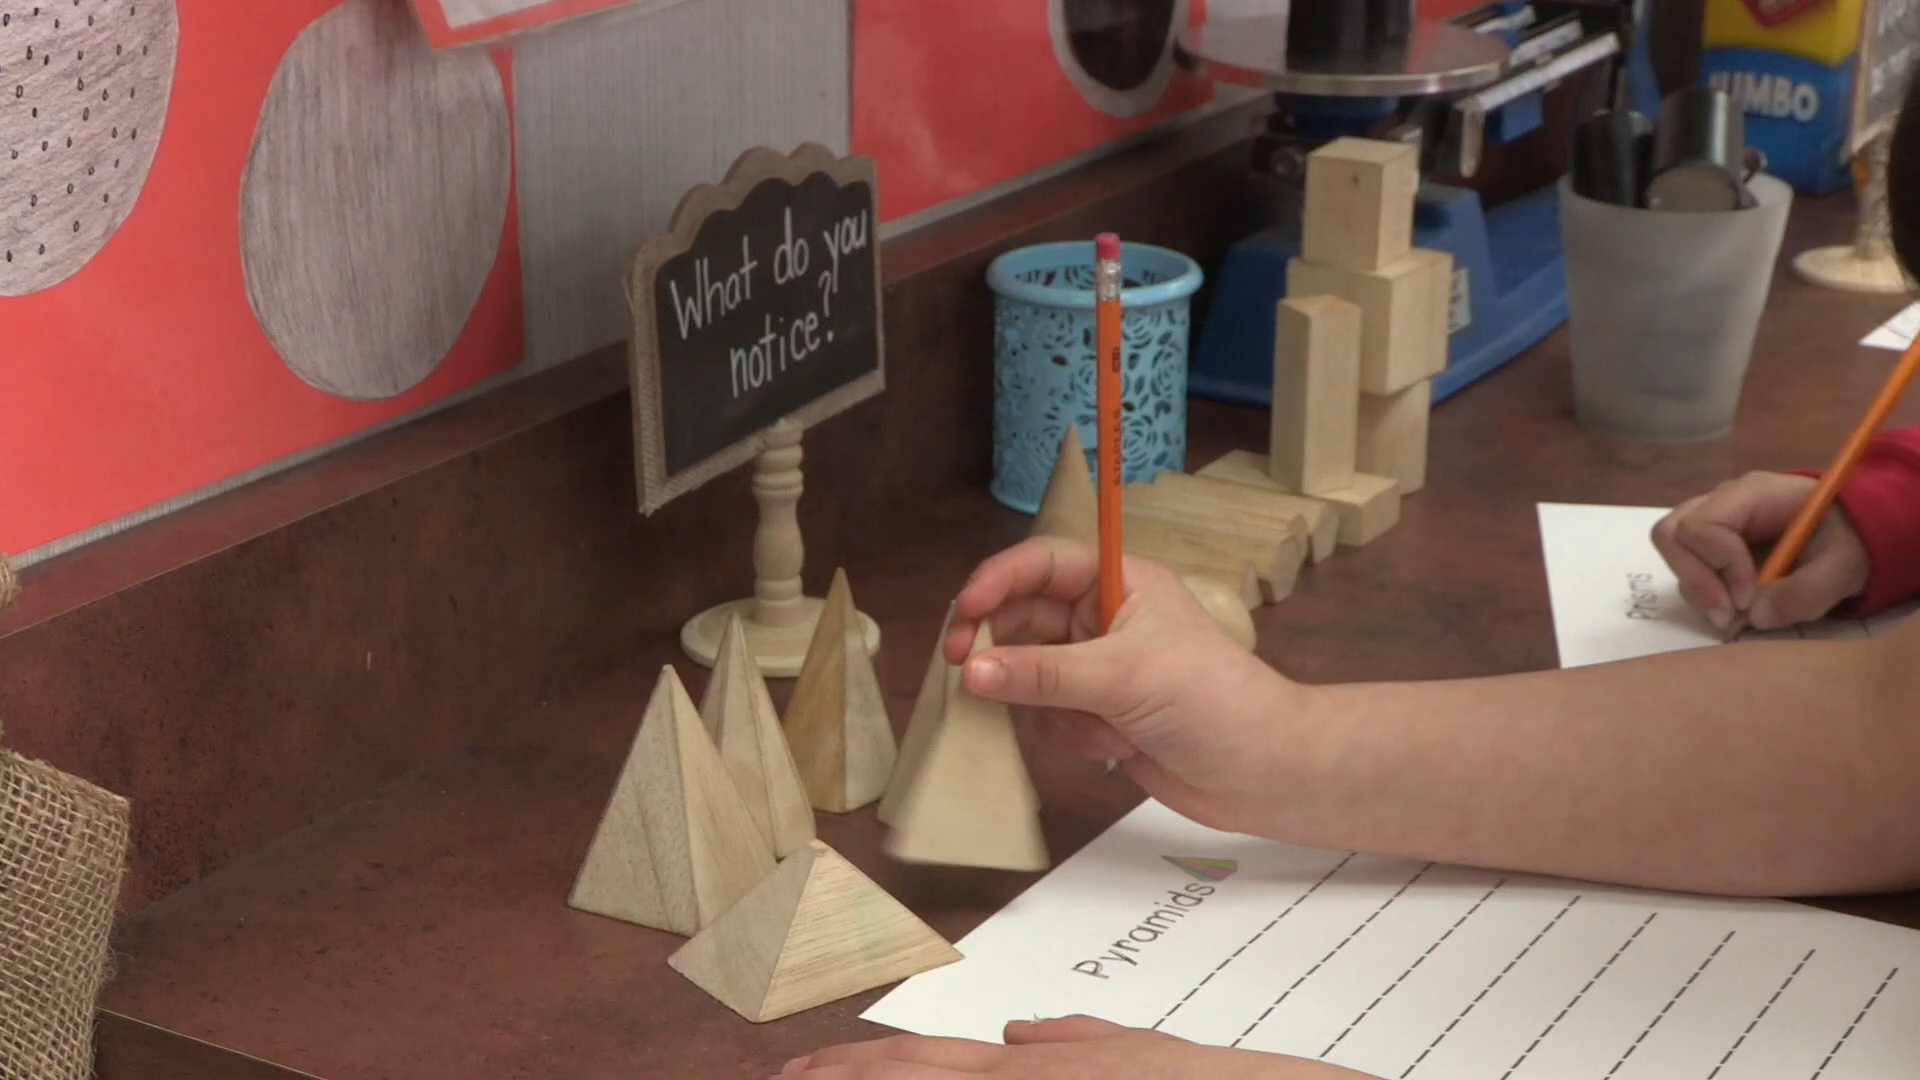 What do you
notice?
JUMBO
STAPLES
Prisms
Pyramids